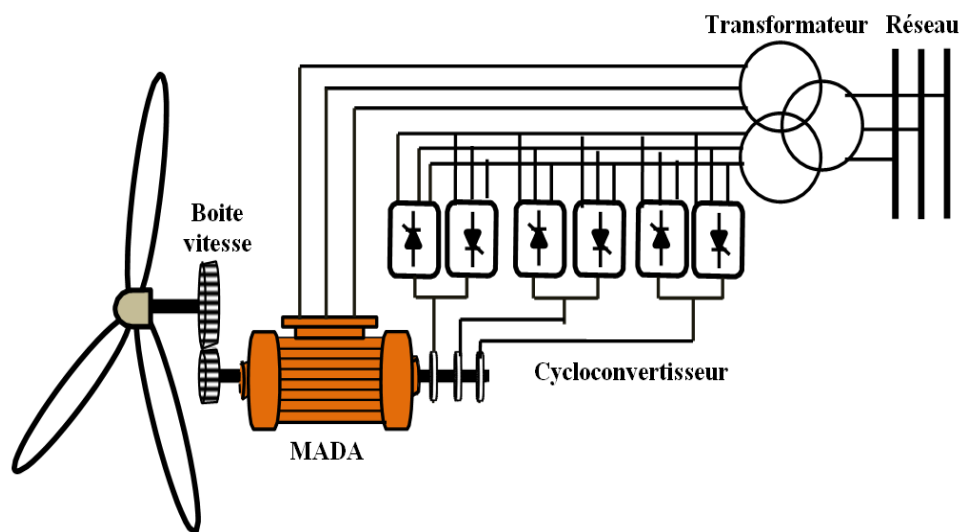 Transformateur Réseau
Boite
vitesse
Cycloconvertisseur
MADA